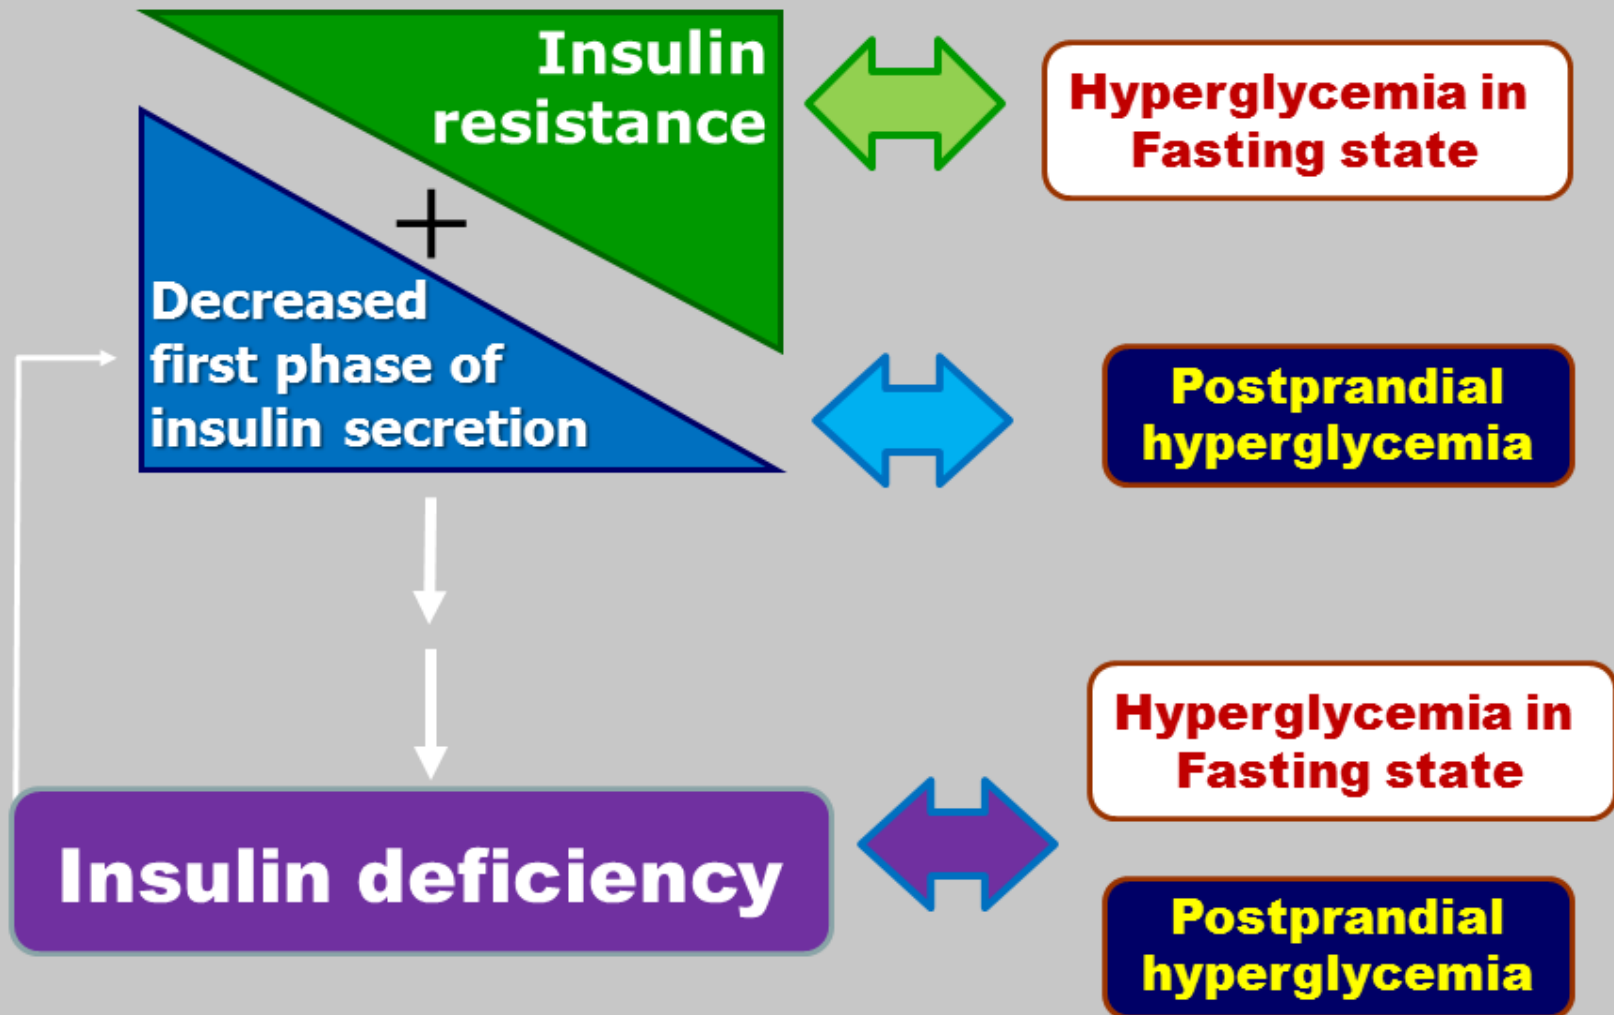 Insulin
resistance
Hyperglycemia in
Fasting state
+
Decreased
first phase of
insulin secretion
Postprandial
hyperglycemia
Hyperglycemia in
Fasting state
Insulin deficiency
Postprandial
hyperglycemia